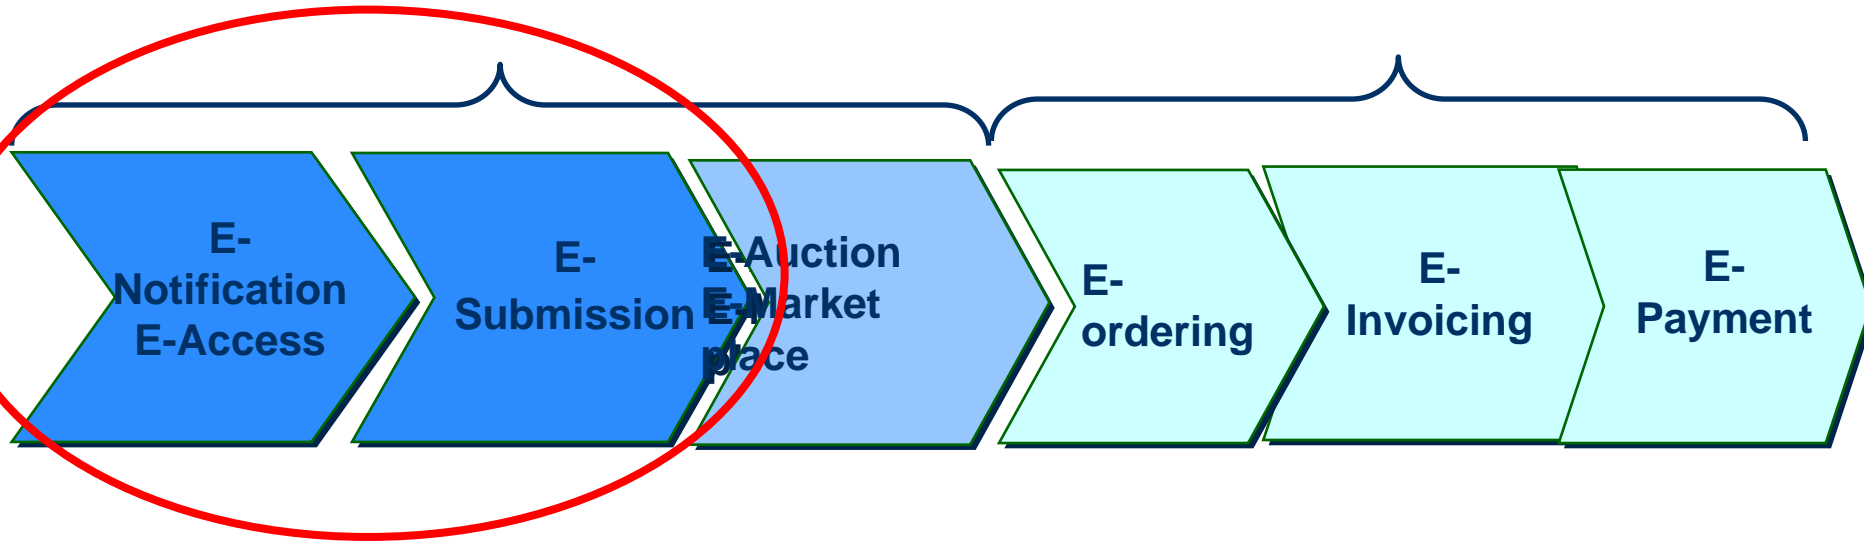 E-
Notification
E-Access
E-
Submission
E-Auction
E-Market
place
E-
ordering
E-
Invoicing
E-
Payment